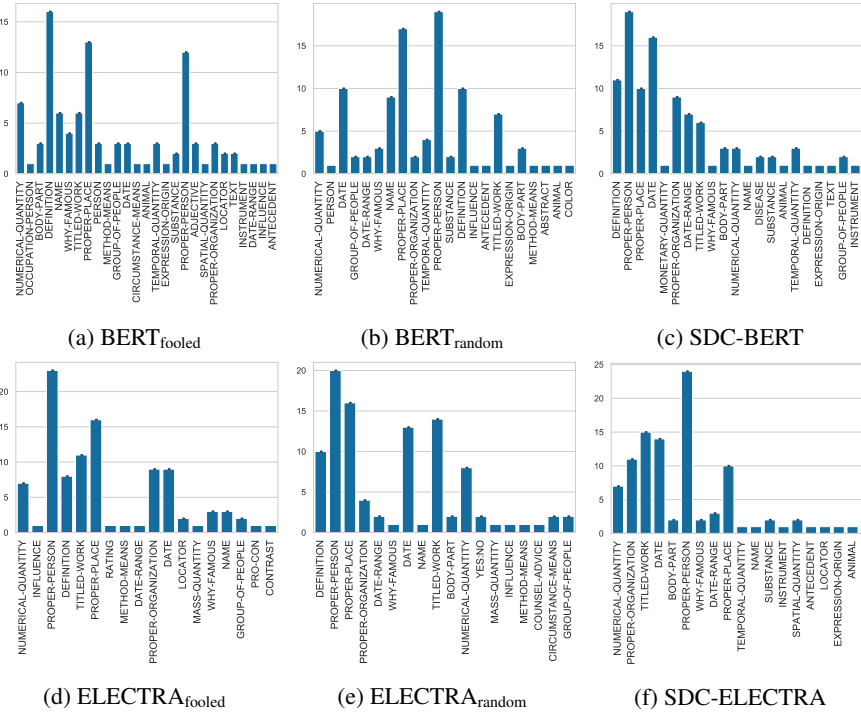 15
10
5
0
NUMERICAL-QUANTITY
OCCUPATION-PERSON
BODY-PART
DEFINITION
NAME
WHY-FAMOUS
TITLED-WORK
PROPER-PLACE
PERSON
METHOD-MEANS
GROUP-OF-PEOPLE
DATE
CIRCUMSTANCE-MEANS
ANIMAL
TEMPORAL-QUANTITY
EXPRESSION-ORIGIN
SUBSTANCE
PROPER-PERSON
ADJECTIVE
SPATIAL-QUANTITY
PROPER-ORGANIZATION
LOCATOR
TEXT
INSTRUMENT
DATE-RANGE
INFLUENCE
ANTECEDENT
(a) BERTfooled
15
10
5
0
NUMERICAL-QUANTITY
PERSON
DATE
GROUP-OF-PEOPLE
DATE-RANGE
WHY-FAMOUS
NAME
PROPER-PLACE
PROPER-ORGANIZATION
TEMPORAL-QUANTITY
PROPER-PERSON
SUBSTANCE
DEFINITION
INFLUENCE
ANTECEDENT
TITLED-WORK
EXPRESSION-ORIGIN
BODY-PART
METHOD-MEANS
ABSTRACT
ANIMAL
COLOR
(b) BERTrandom
15
10
5
0
DEFINITION
PROPER-PERSON
PROPER-PLACE
DATE
MONETARY-QUANTITY
PROPER-ORGANIZATION
DATE-RANGE
TITLED-WORK
WHY-FAMOUS
BODY-PART
NUMERICAL-QUANTITY
NAME
DISEASE
SUBSTANCE
ANIMAL
TEMPORAL-QUANTITY
DEFINITION
EXPRESSION-ORIGIN
TEXT
GROUP-OF-PEOPLE
INSTRUMENT
(c) SDC-BERT
20
15
10
5
0
NUMERICAL-QUANTITY
INFLUENCE
PROPER-PERSON
DEFINITION
TITLED-WORK
PROPER-PLACE
RATING
METHOD-MEANS
DATE-RANGE
PROPER-ORGANIZATION
DATE
LOCATOR
MASS-QUANTITY
WHY-FAMOUS
NAME
GROUP-OF-PEOPLE
PRO-CON
CONTRAST
(d) ELECTRAfooled
20
15
10
5
0
DEFINITION
PROPER-PERSON
PROPER-PLACE
PROPER-ORGANIZATION
DATE-RANGE
WHY-FAMOUS
DATE
NAME
TITLED-WORK
BODY-PART
NUMERICAL-QUANTITY
YES:NO
MASS-QUANTITY
INFLUENCE
METHOD-MEANS
COUNSEL-ADVICE
CIRCUMSTANCE-MEANS
GROUP-OF-PEOPLE
(e) ELECTRArandom
25
20
15
10
5
0
NUMERICAL-QUANTITY
PROPER-ORGANIZATION
TITLED-WORK
DATE
BODY-PART
PROPER-PERSON
WHY-FAMOUS
DATE-RANGE
PROPER-PLACE
TEMPORAL-QUANTITY
NAME
SUBSTANCE
INSTRUMENT
SPATIAL-QUANTITY
ANTECEDENT
LOCATOR
EXPRESSION-ORIGIN
ANIMAL
(f) SDC-ELECTRA